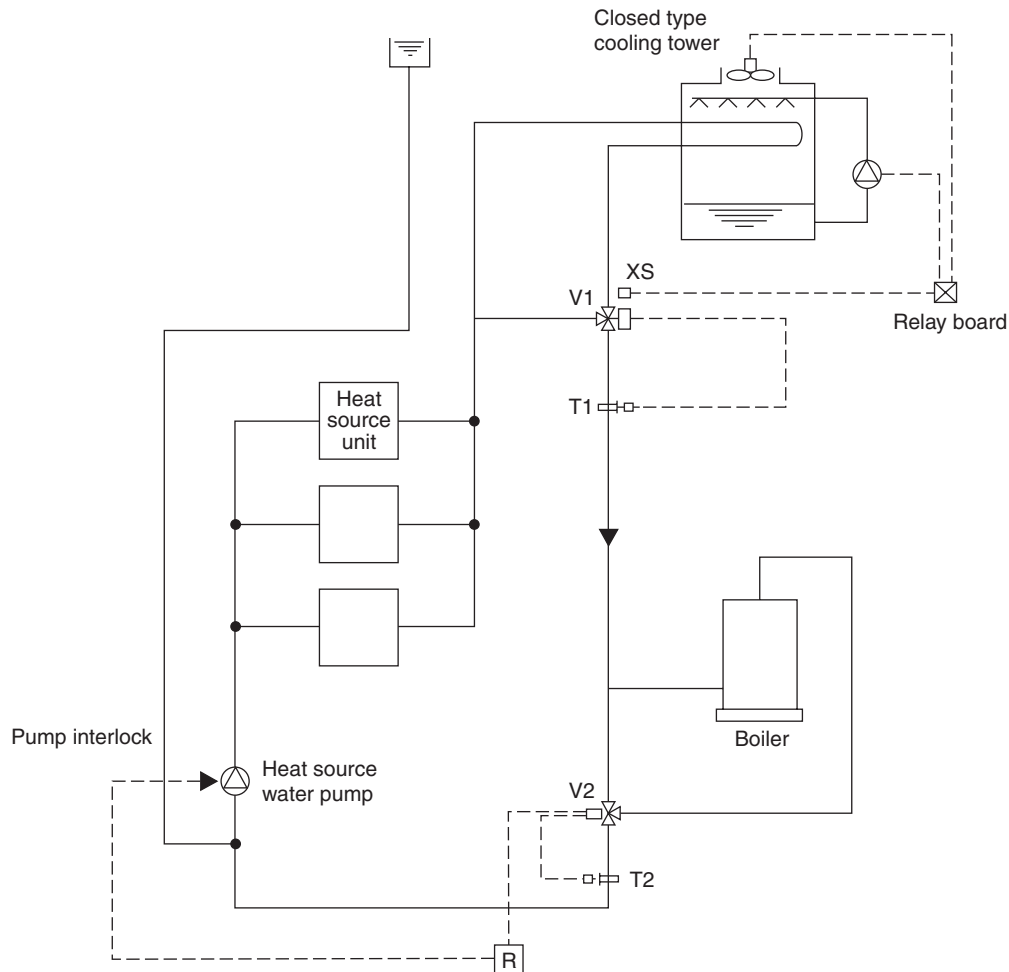 Closed type
cooling tower
XS
V1
Relay board
T1
Heat
source
unit
Pump interlock
Heat source
water pump
Boiler
V2
T2
R